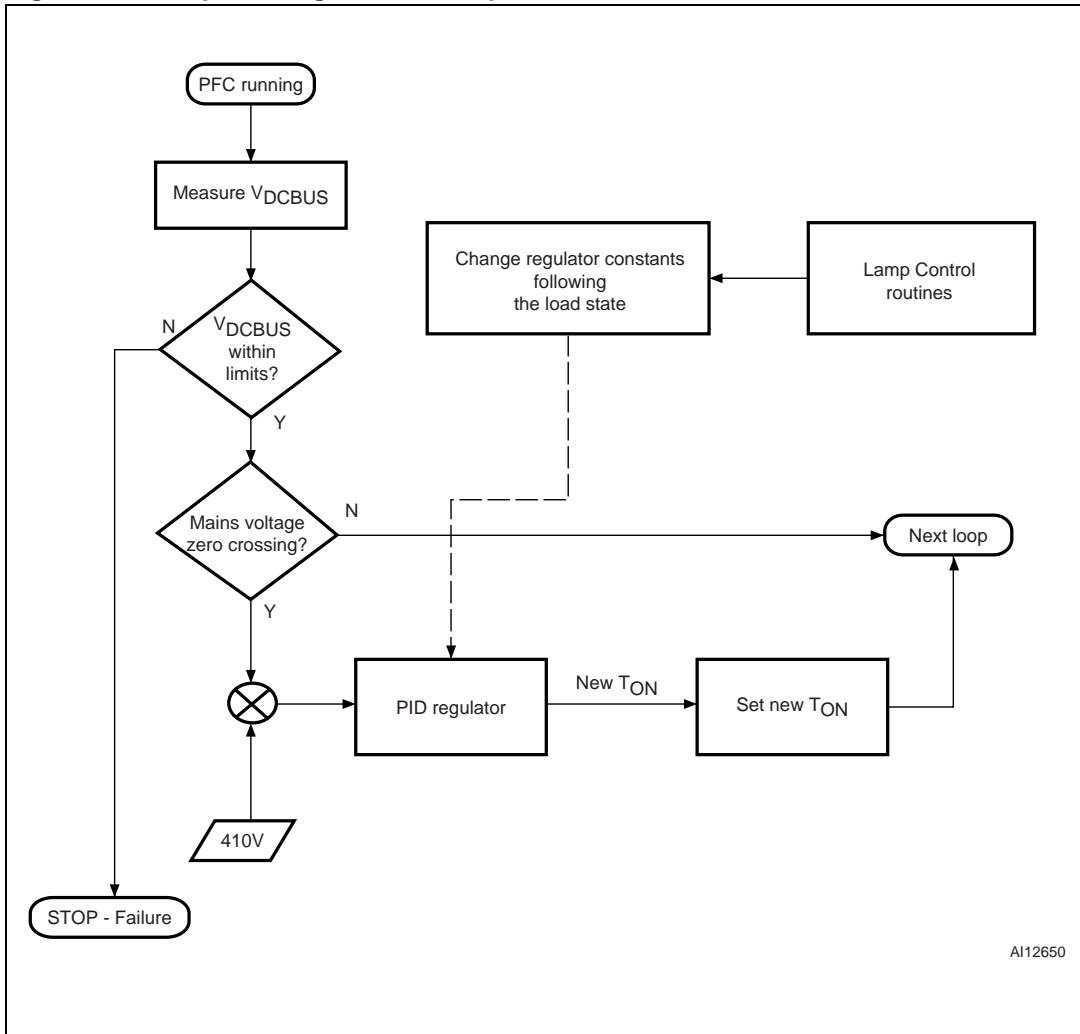 PFC running
Measure VDCBUS
Change regulator constants
following
the load state
Lamp Control
routines
N
VDCBUS
within
limits?
Y
N
Mains voltage
zero crossing?
Next loop
Y
New TON
PID regulator
Set new TON
410V
STOP - Failure
AI12650